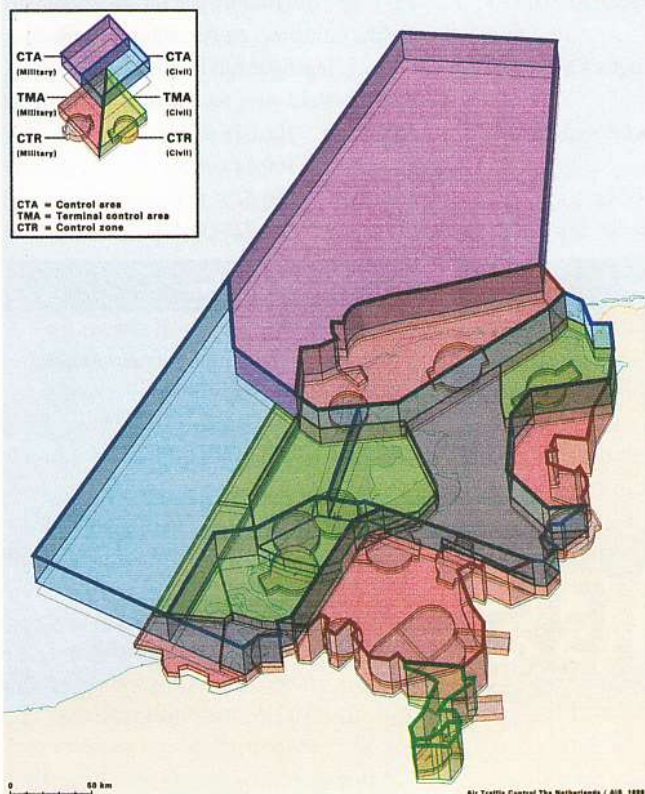 CTA CTA
(Military) (Civil)
TMA TMA
(Military) (Civil)
CTR CTR
(Military) (Civil)
CTA = Control area
TMA = Terminal control area
CTR = Control zone
0 50 km
Air Traffic Control The Netherlands / AIS